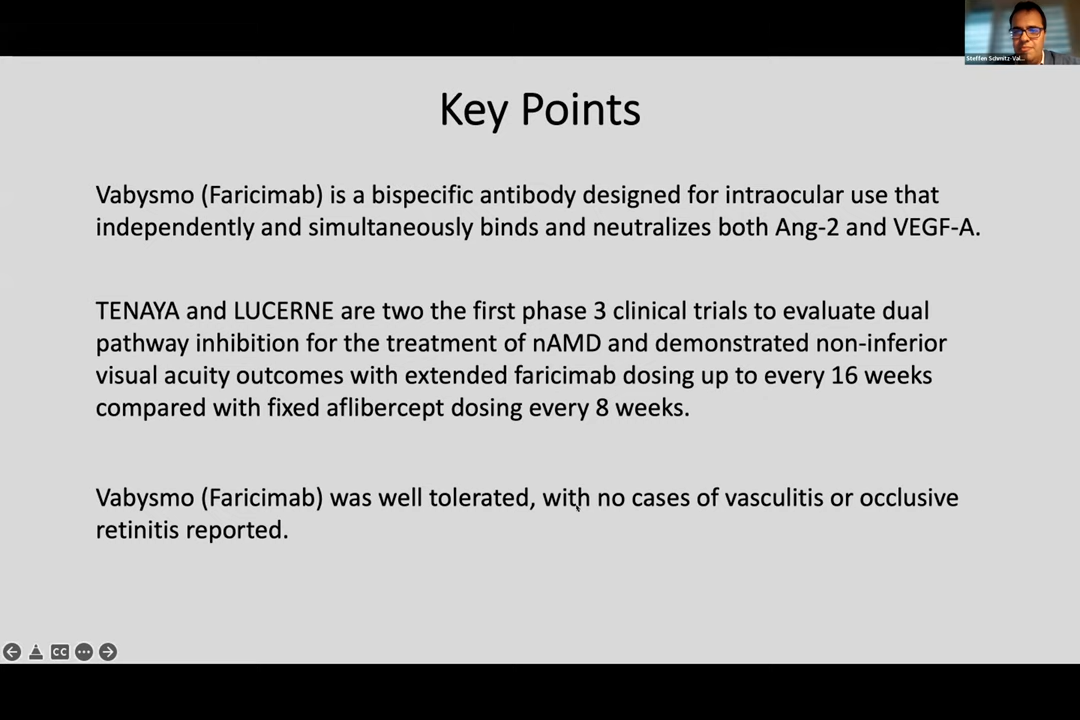 Steffen Schmitz-Val...
Key Points
Vabysmo (Faricimab) is a bispecific antibody designed for intraocular use that
independently and simultaneously binds and neutralizes both Ang-2 and VEGF-A.
TENAYA and LUCERNE are two the first phase 3 clinical trials to evaluate dual
pathway inhibition for the treatment of nAMD and demonstrated non-inferior
visual acuity outcomes with extended faricimab dosing up to every 16 weeks
compared with fixed aflibercept dosing every 8 weeks.
Vabysmo (Faricimab) was well tolerated, with no cases of vasculitis or occlusive
retinitis reported.
CC